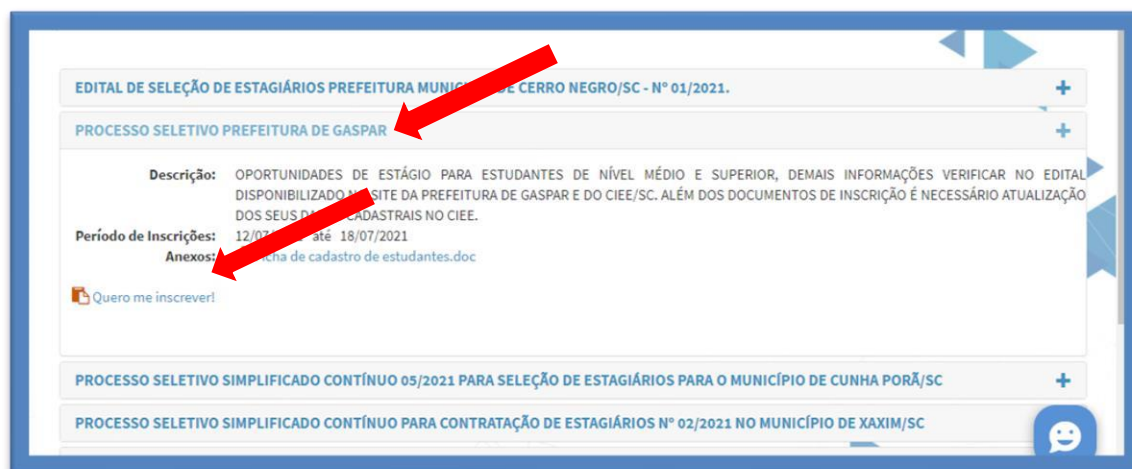 EDITAL DE SELEÇÃO DE ESTAGIÁRIOS PREFEITURA DE CERRO NEGRO/SC - Nº 01/2021.
PROCESSO SELETIVO PREFEITURA DE GASPAR
Descrição: OPORTUNIDADES DE ESTÁGIO PARA ESTUDANTES DE NÍVEL MÉDIO E SUPERIOR, DEMAIS INFORMAÇÕES VERIFICAR NO EDITAL
DISPONIBILIZADO SITE DA PREFEITURA DE GASPAR E DO CIEE/SC. ALÉM DOS DOCUMENTOS DE INSCRIÇÃO É NECESSÁRIO ATUALIZAÇÃO
DOS SEUS CADASTRAIS NO CIEE.
Período de Inscrições: até 18/07/2021
Anexos: de cadastro de estudantes.doc
Quero me inscrever!
PROCESSO SELETIVO SIMPLIFICADO CONTÍNUO 05/2021 PARA SELEÇÃO DE ESTAGIÁRIOS PARA O MUNICÍPIO DE CUNHA PORÃ/SC
PROCESSO SELETIVO SIMPLIFICADO CONTÍNUO PARA CONTRATAÇÃO DE ESTAGIÁRIOS Nº 02/2021 NO MUNICÍPIO DE XAXIM/SC